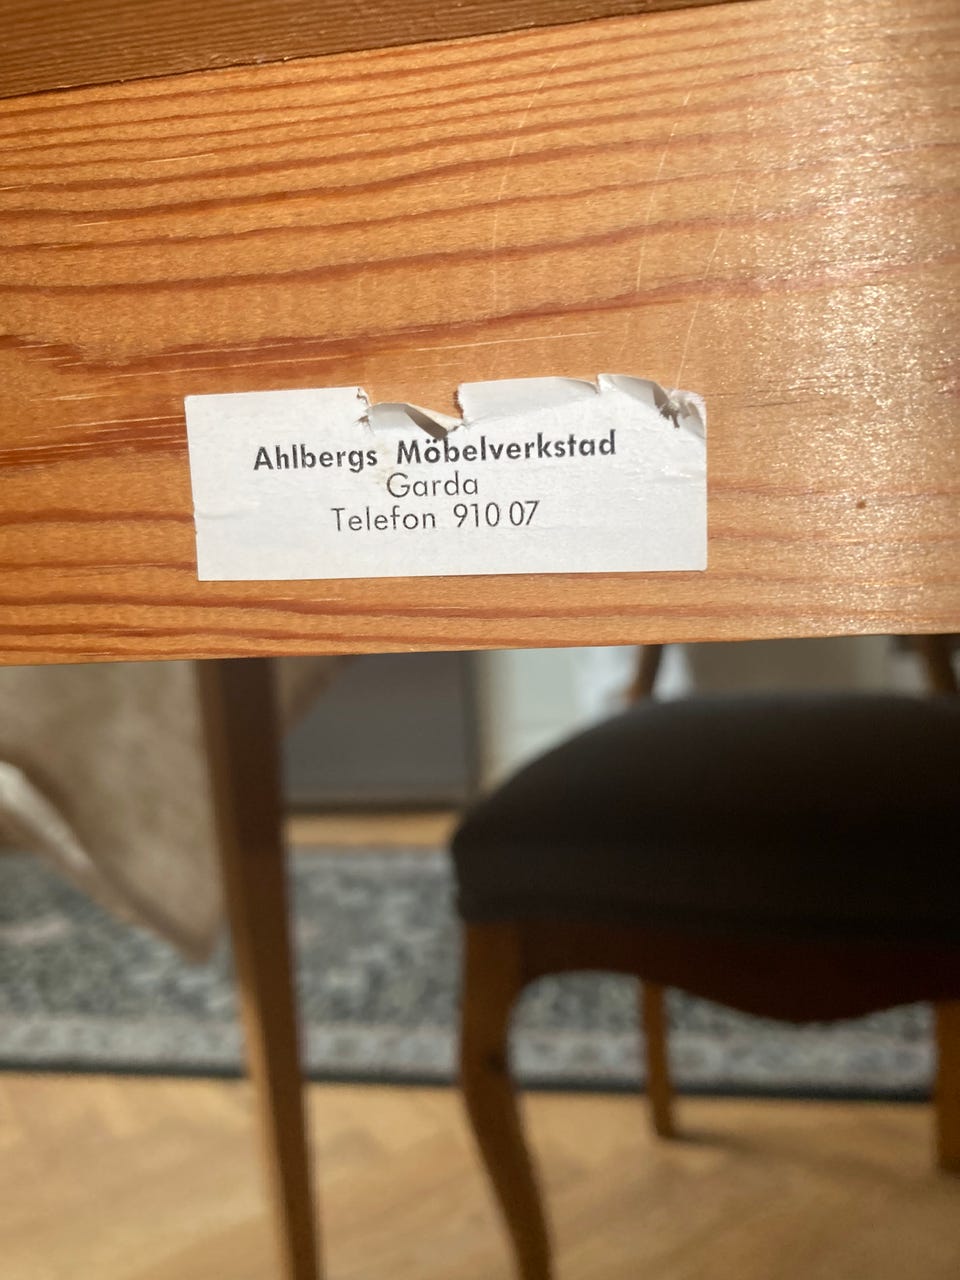 Ahlbergs Möbelverkstad
Garda
Telefon 910 07